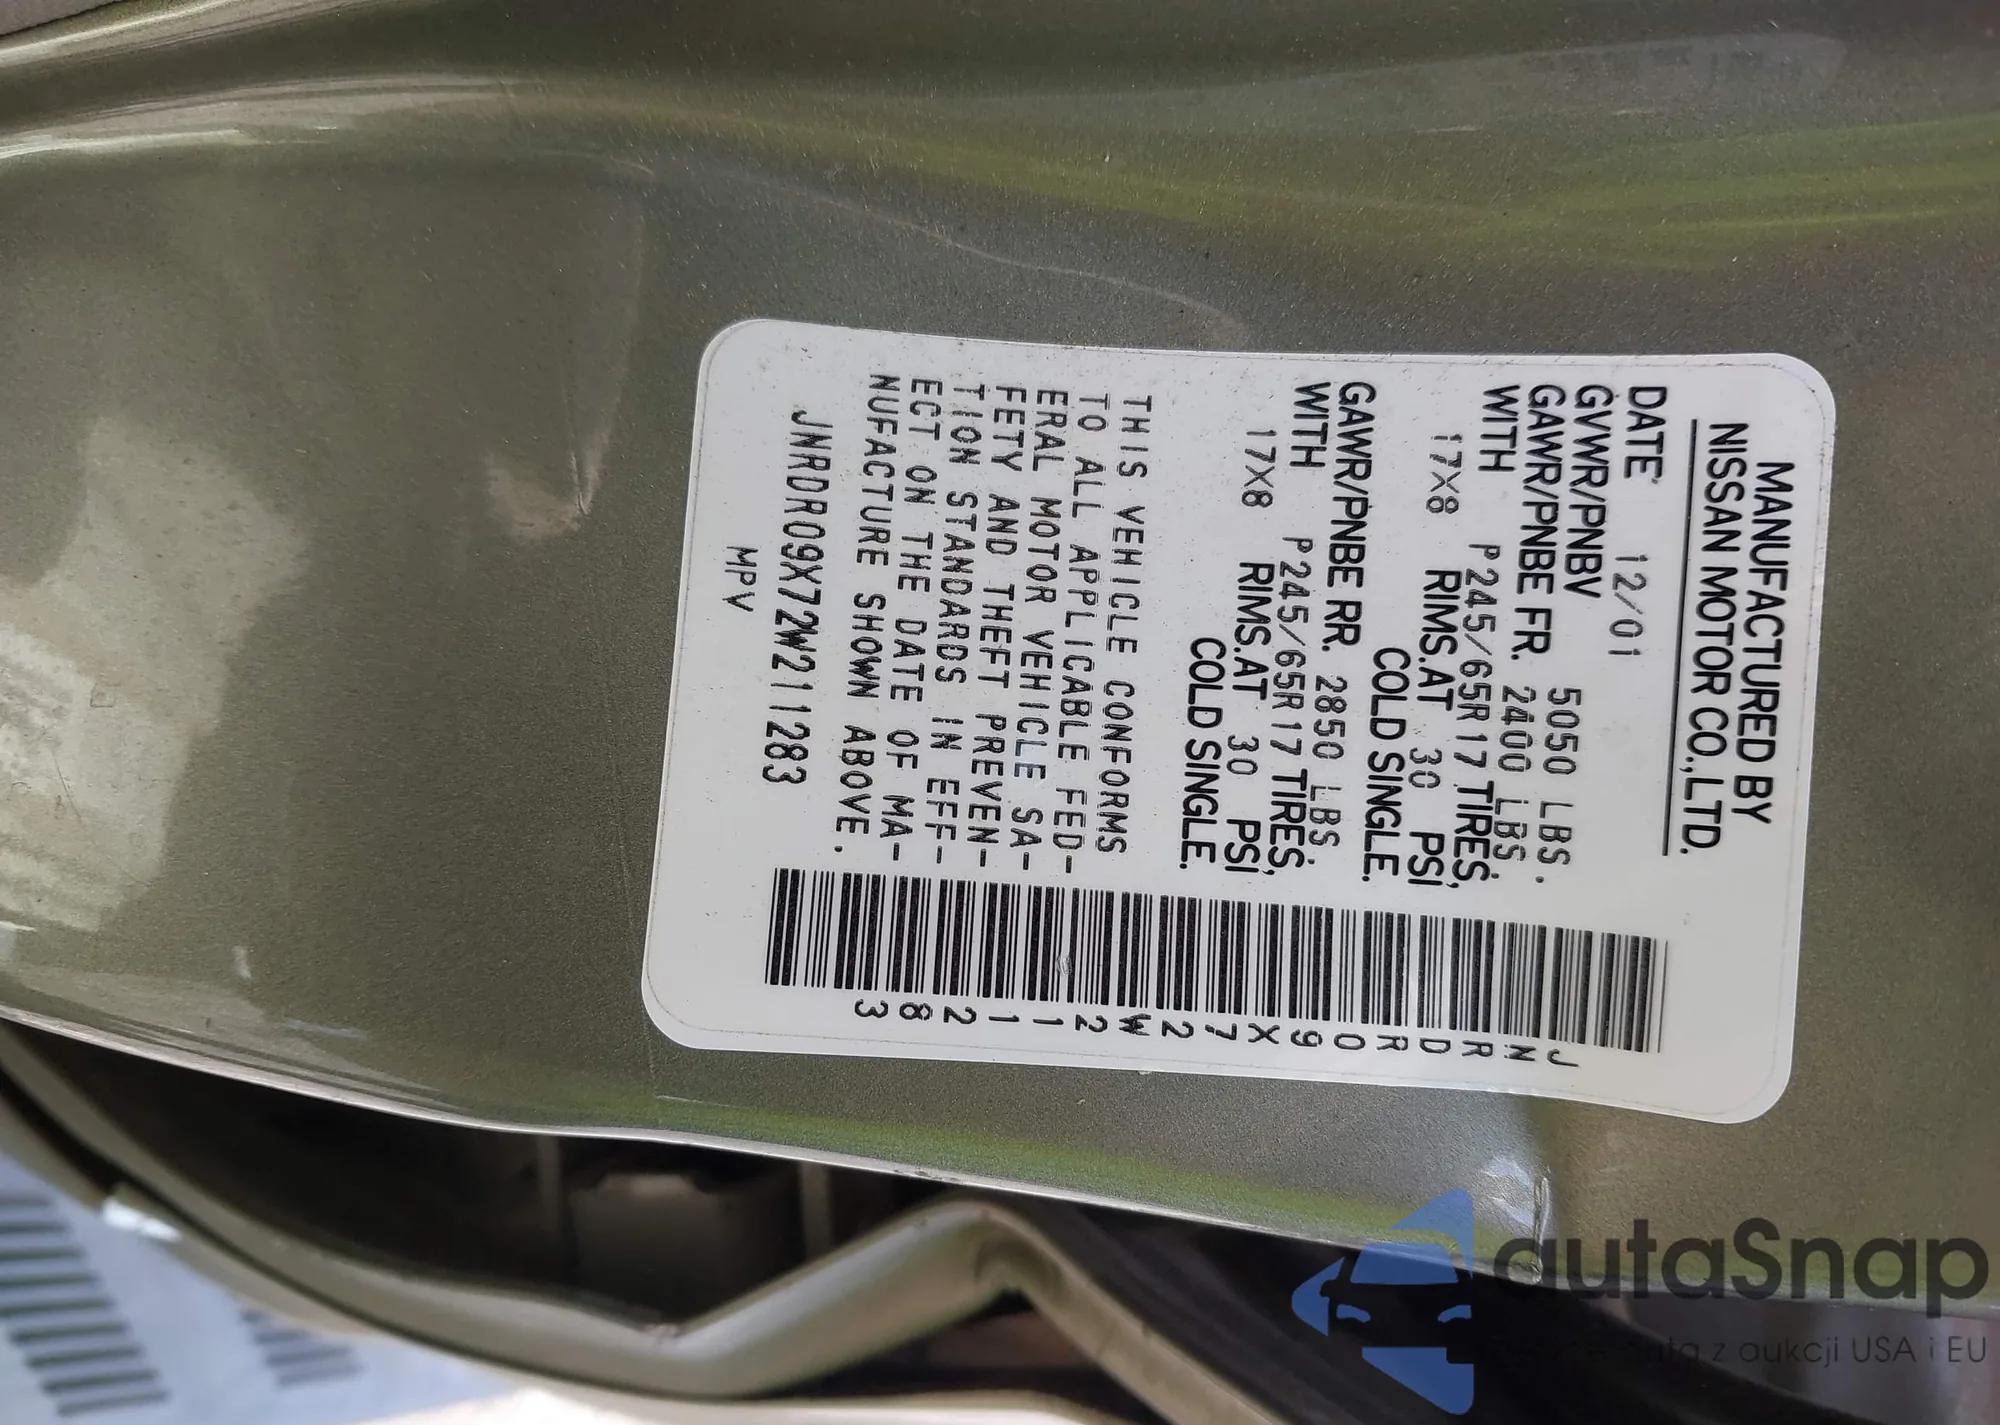 MANUFACTURED BY
NISSAN MOTOR CO.,LTD.
DATE 12/01
GVWR/PNBV 5050 LBS.
GAWR/PNBE FR. 2400 LBS
WITH P245/65R17 TIRES,
17X8 RIMS.AT 30 PSI
COLD SINGLE.
GAWR/PNBE RR. 2850 LBS.
WITH P245/65R17 TIRES,
17X8 RIMS.AT 30 PSI,
COLD SINGLE.
THIS VEHICLE CONFORMS
TO ALL APPLICABLE FED-
ERAL MOTOR VEHICLE SA-
FETY AND THEFT PREVEN-
TION STANDARDS IN EFF-
ECT ON THE DATE OF MA-
NUFACTURE SHOWN ABOVE.
JNRDR09X72W211283
MPV
JNRDR09X72W211283
autaSnap
auta z aukcji USA i EU